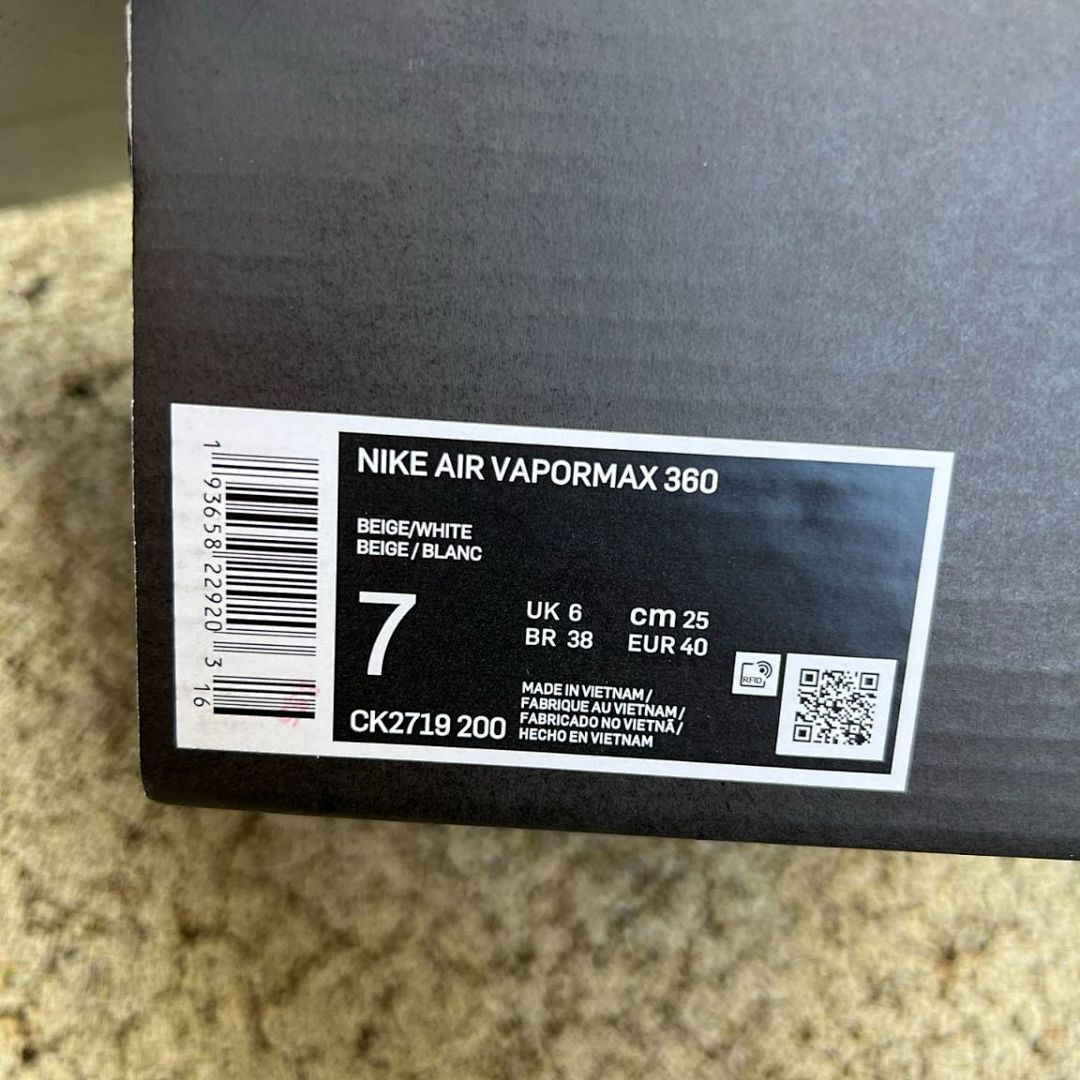 1 93658 22920 3 16
NIKE AIR VAPORMAX 360
BEIGE/WHITE
BEIGE / BLANC
7
UK 6 cm 25
BR 38 EUR 40
RFID
CK2719 200
MADE IN VIETNAM /
FABRIQUE AU VIETNAM /
FABRICADO NO VIETNÃ /
HECHO EN VIETNAM